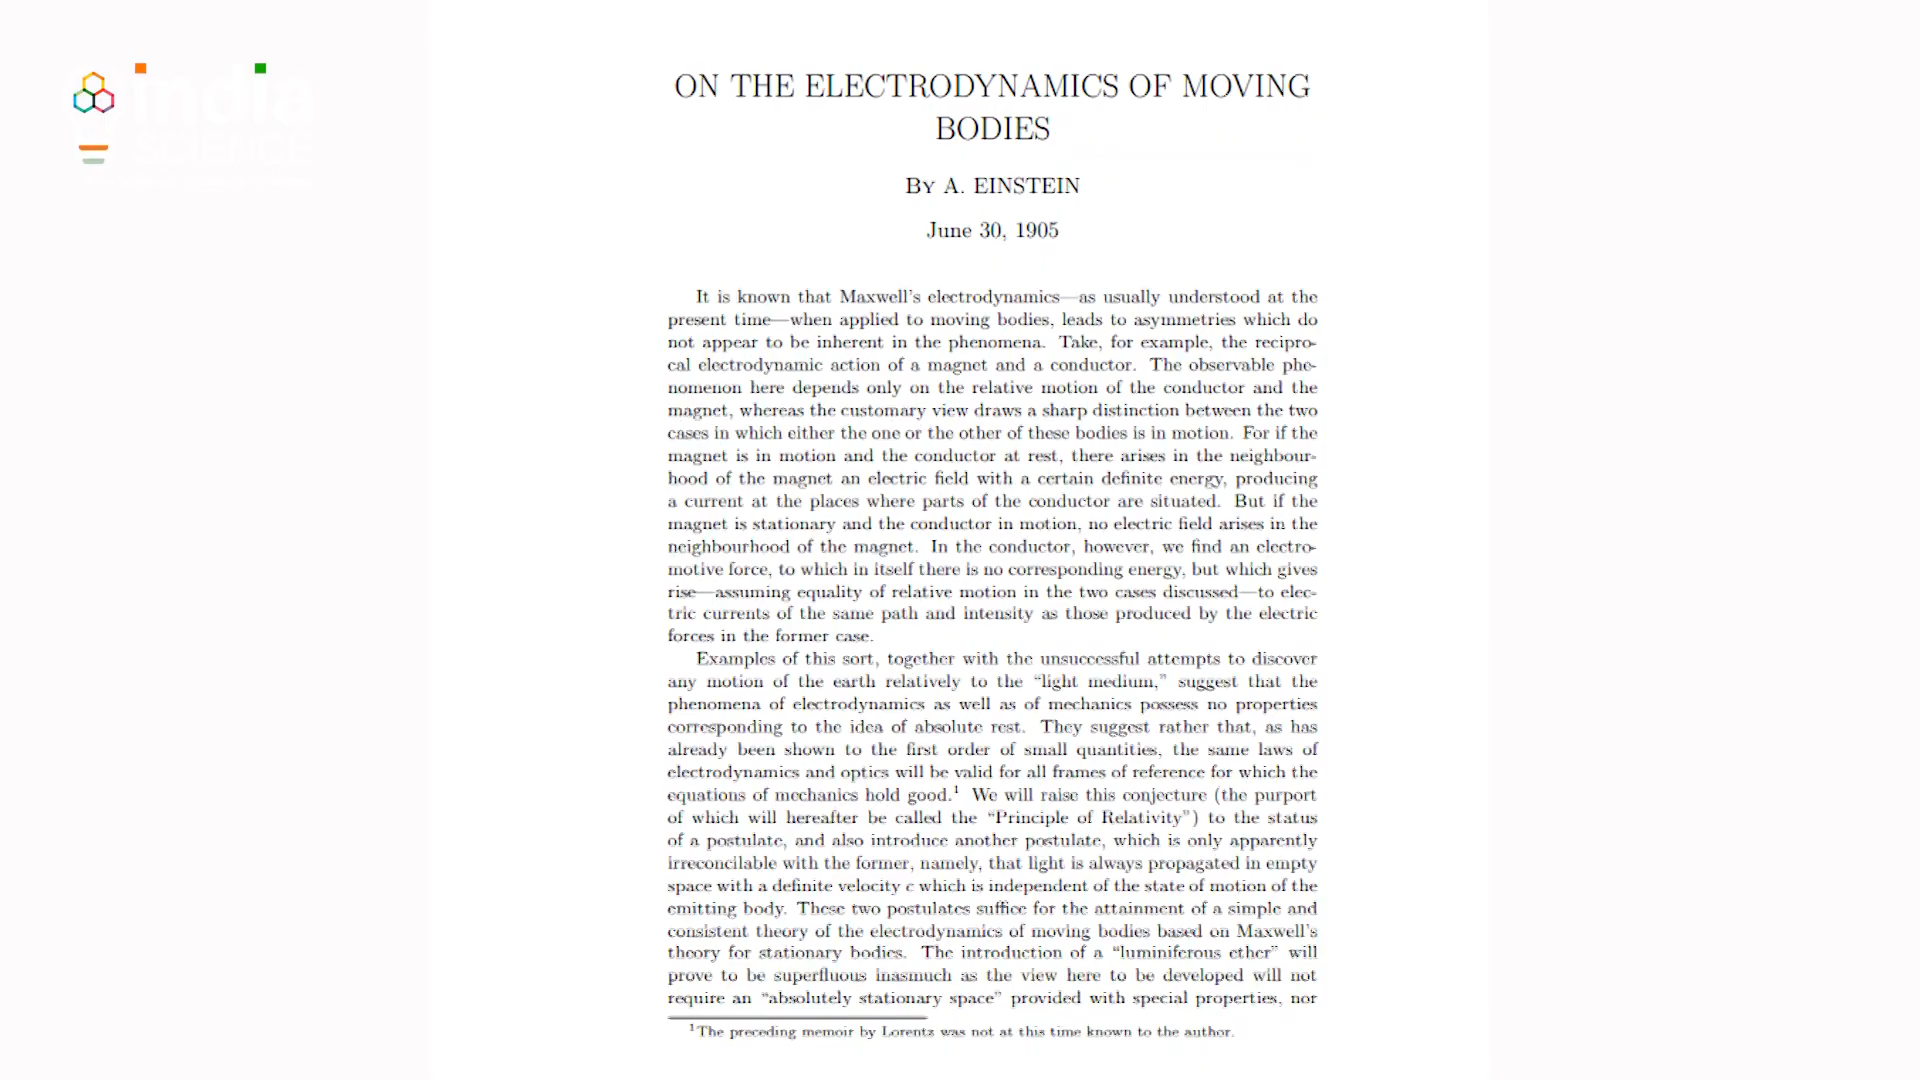 india
SCIENCE
ON THE ELECTRODYNAMICS OF MOVING
BODIES
By A. EINSTEIN
June 30, 1905
It is known that Maxwell's electrodynamics—as usually understood at the
present time—when applied to moving bodies, leads to asymmetries which do
not appear to be inherent in the phenomena. Take, for example, the recipro-
cal electrodynamic action of a magnet and a conductor. The observable phe-
nomenon here depends only on the relative motion of the conductor and the
magnet, whereas the customary view draws a sharp distinction between the two
cases in which either the one or the other of these bodies is in motion. For if the
magnet is in motion and the conductor at rest, there arises in the neighbour-
hood of the magnet an electric field with a certain definite energy, producing
a current at the places where parts of the conductor are situated. But if the
magnet is stationary and the conductor in motion, no electric field arises in the
neighbourhood of the magnet. In the conductor, however, we find an electro-
motive force, to which in itself there is no corresponding energy, but which gives
rise—assuming equality of relative motion in the two cases discussed—to elec-
tric currents of the same path and intensity as those produced by the electric
forces in the former case.
Examples of this sort, together with the unsuccessful attempts to discover
any motion of the earth relatively to the “light medium,” suggest that the
phenomena of electrodynamics as well as of mechanics possess no properties
corresponding to the idea of absolute rest. They suggest rather that, as has
already been shown to the first order of small quantities, the same laws of
electrodynamics and optics will be valid for all frames of reference for which the
equations of mechanics hold good.¹ We will raise this conjecture (the purport
of which will hereafter be called the “Principle of Relativity”) to the status
of a postulate, and also introduce another postulate, which is only apparently
irreconcilable with the former, namely, that light is always propagated in empty
space with a definite velocity c which is independent of the state of motion of the
emitting body. These two postulates suffice for the attainment of a simple and
consistent theory of the electrodynamics of moving bodies based on Maxwell's
theory for stationary bodies. The introduction of a “luminiferous ether” will
prove to be superfluous inasmuch as the view here to be developed will not
require an “absolutely stationary space” provided with special properties, nor
¹The preceding memoir by Lorentz was not at this time known to the author.